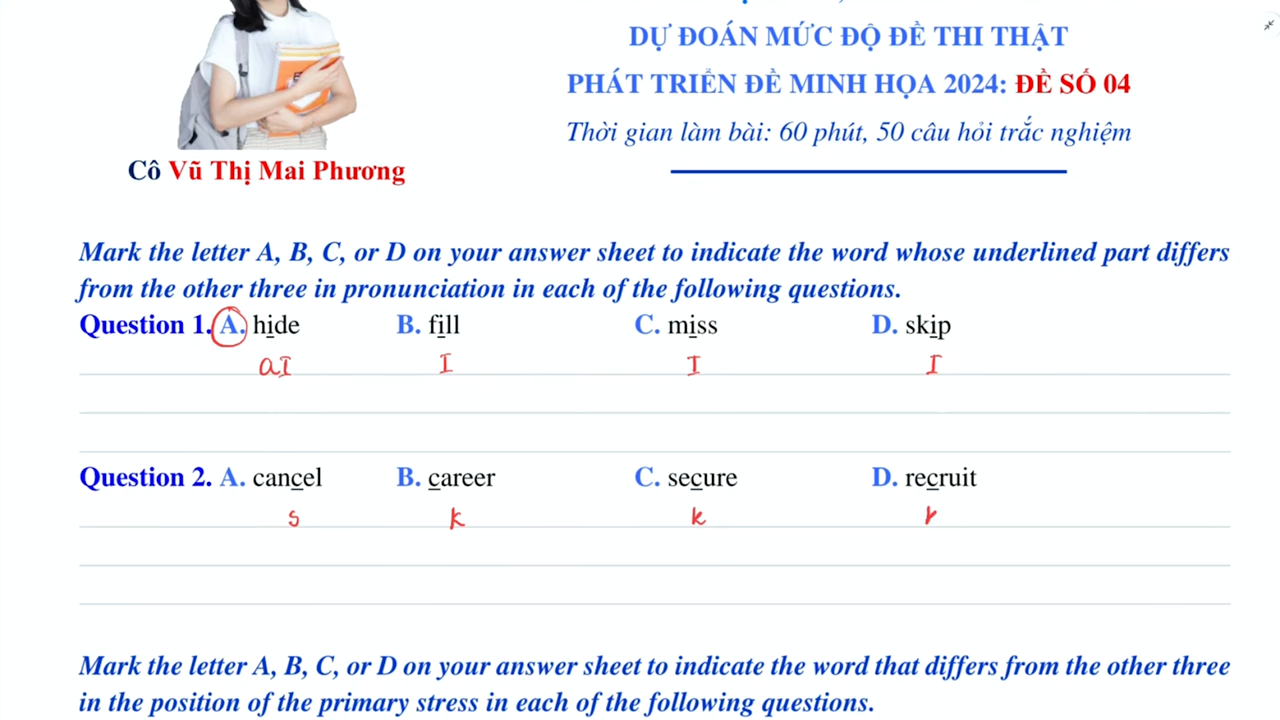 DỰ ĐOÁN MỨC ĐỘ ĐỀ THI THẬT
PHÁT TRIỂN ĐỀ MINH HỌA 2024: ĐỀ SỐ 04
Thời gian làm bài: 60 phút, 50 câu hỏi trắc nghiệm
Cô Vũ Thị Mai Phương
Mark the letter A, B, C, or D on your answer sheet to indicate the word whose underlined part differs
from the other three in pronunciation in each of the following questions.
Question 1. A. hide B. fill C. miss D. skip
aI I I I
Question 2. A. cancel B. career C. secure D. recruit
s k k
Mark the letter A, B, C, or D on your answer sheet to indicate the word that differs from the other three
in the position of the primary stress in each of the following questions.